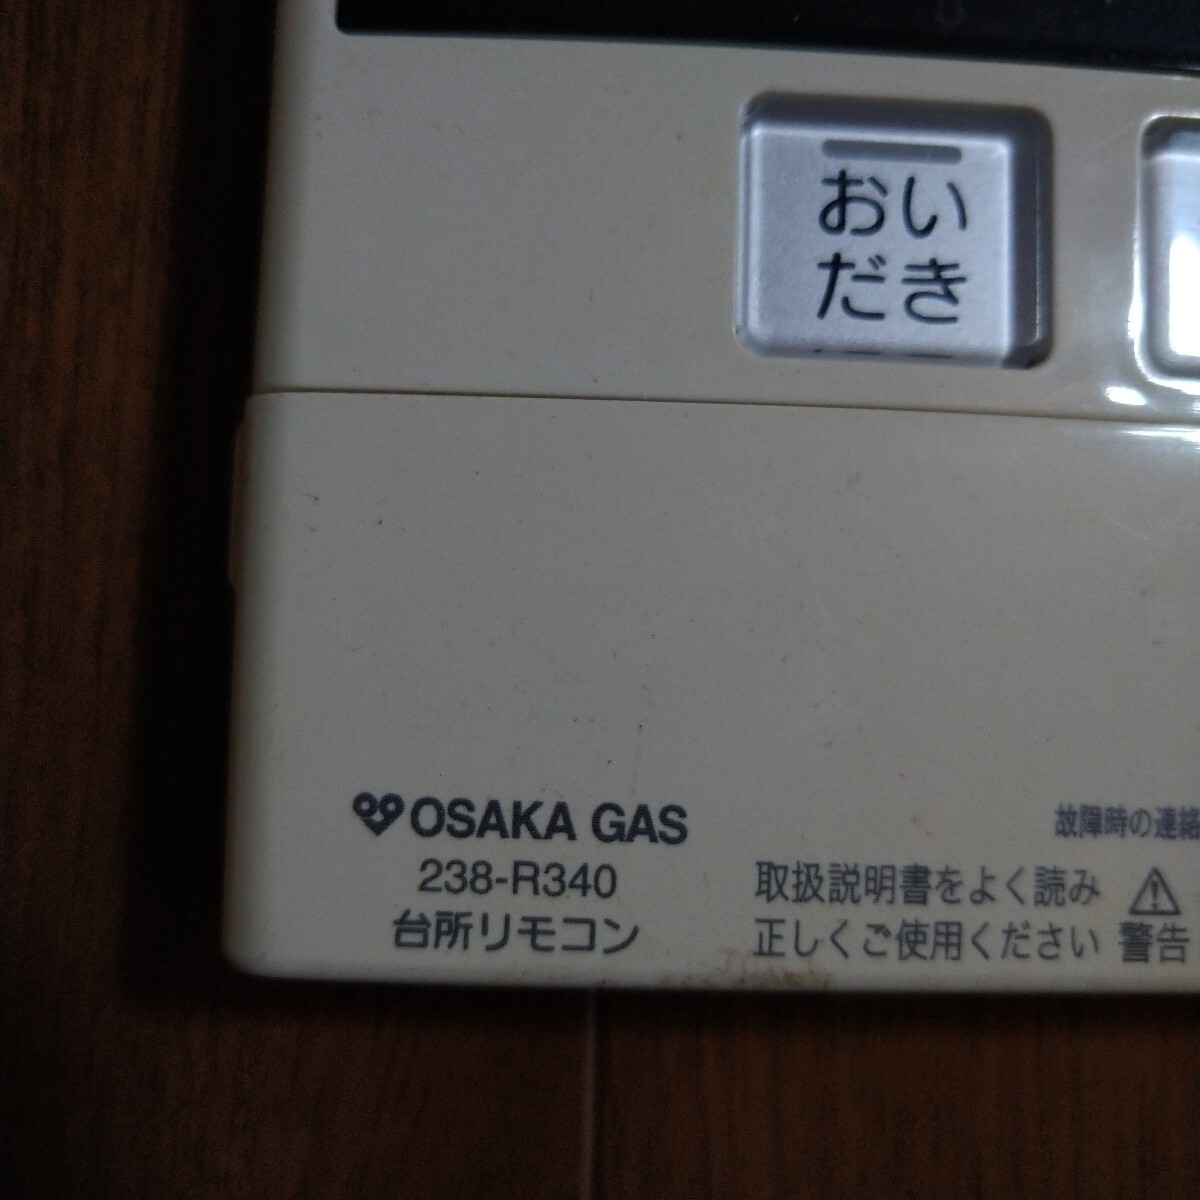 おい
だき
OSAKA GAS
238-R340
台所リモコン
故障時の連絡
取扱説明書をよく読み
正しくご使用ください
警告